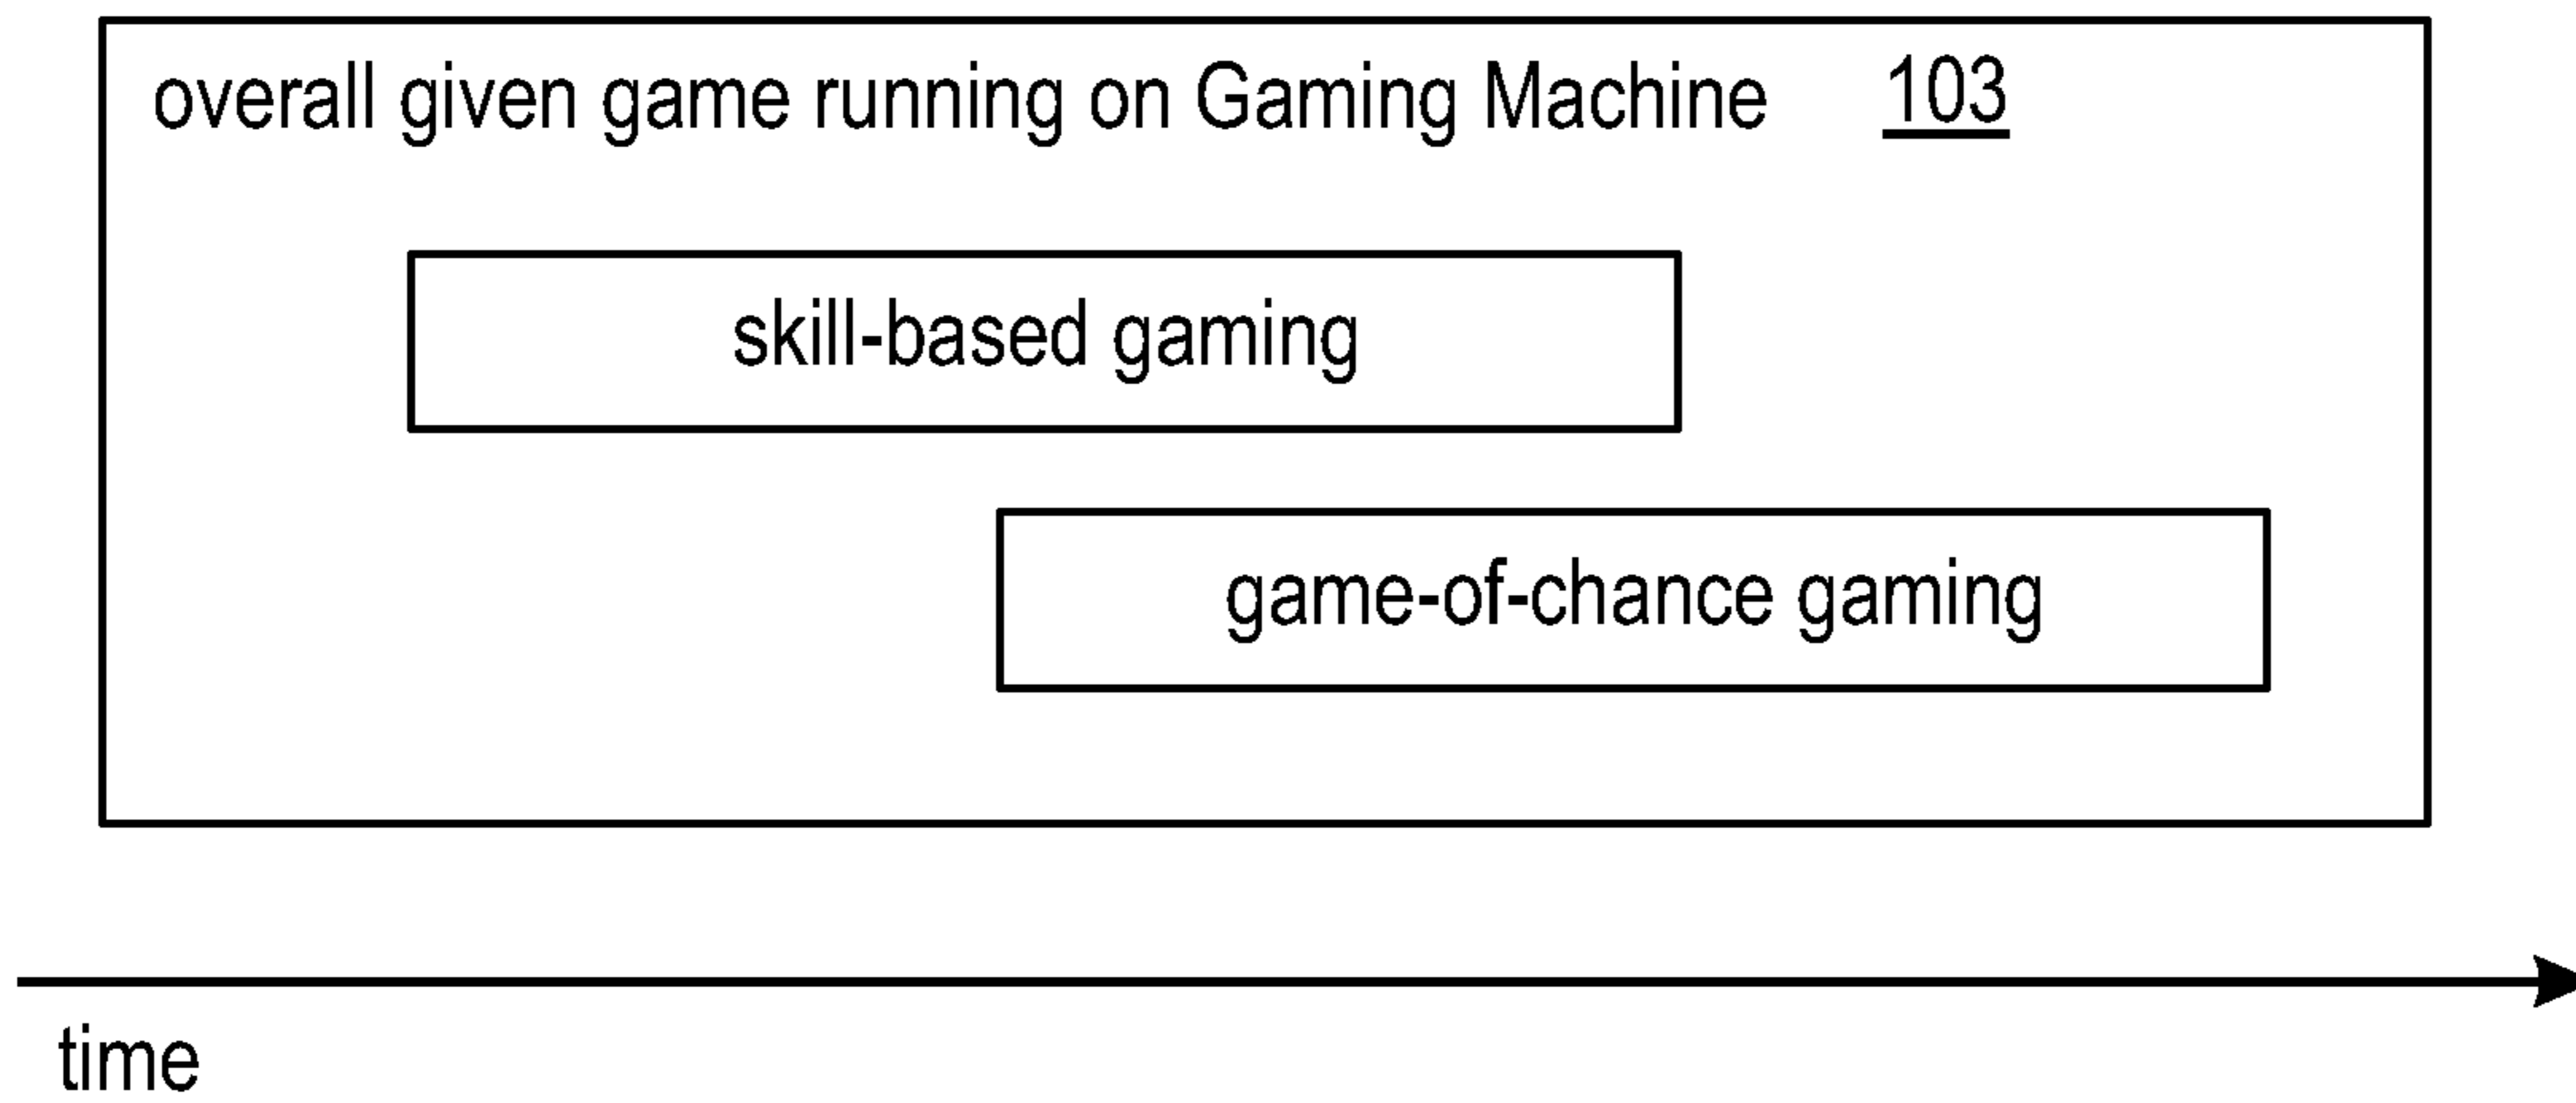 overall given game running on Gaming Machine 103
skill-based gaming
game-of-chance gaming
time